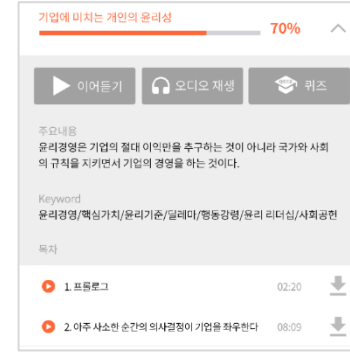 기업에 미치는 개인의 윤리성
70%
이어듣기
오디오 재생
퀴즈
주요내용
윤리경영은 기업의 절대 이익만을 추구하는 것이 아니라 국가와 사회
의 규칙을 지키면서 기업의 경영을 하는 것이다.
Keyword
윤리경영/핵심가치/윤리기준/딜레마/행동강령/윤리 리더십/사회공헌
목차
1. 프롤로그 02:20
2. 아주 사소한 순간의 의사결정이 기업을 좌우한다 08:09